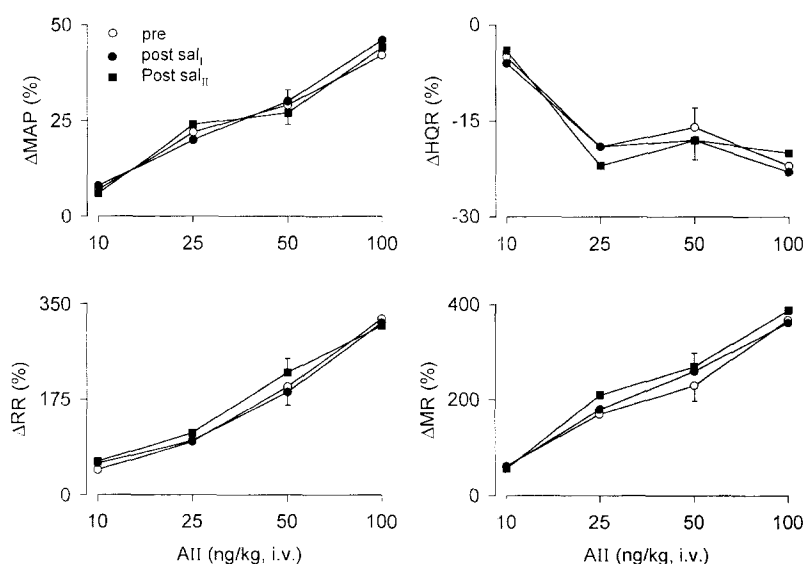 pre
post sal_I
Post sal_II
ΔMAP (%)
50
25
0
10 25 50 100
ΔHQR (%)
0
-15
-30
10 25 50 100
ΔRR (%)
350
175
0
10 25 50 100
AII (ng/kg, i.v.)
ΔMR (%)
400
200
0
10 25 50 100
AII (ng/kg, i.v.)